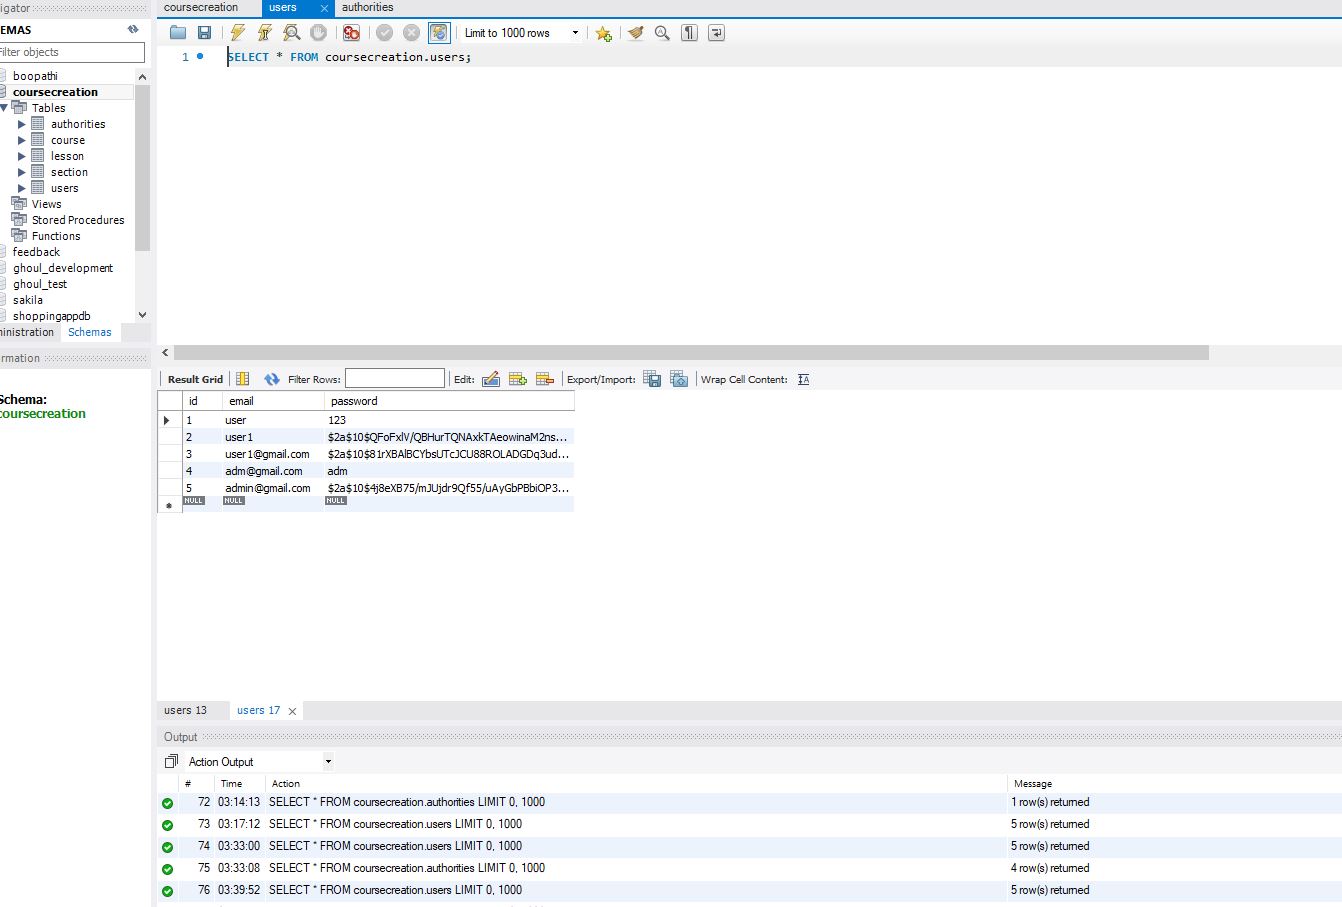 igator
coursecreation users authorities
EMAS
ilter objects
Limit to 1000 rows
1 SELECT * FROM coursecreation.users;
boopathi
coursecreation
Tables
authorities
course
lesson
section
users
Views
Stored Procedures
Functions
feedback
ghoul_development
ghoul_test
sakila
shoppingappdb
ministration Schemas
rmation
Schema:
coursecreation
Result Grid Filter Rows: Edit: Export/Import: Wrap Cell Content:
id email password
1 user 123
2 user1 $2a$10$QFoFxlV/QBHurTQNAxkTAeowinaM2ns...
3 user1@gmail.com $2a$10$81rXBAlBCYbsUTcJCU88ROLADGDq3ud...
4 adm@gmail.com adm
5 admin@gmail.com $2a$10$4j8eXB75/mJUjdr9Qf55/uAyGbPBbiOP3...
NULL NULL NULL
users 13 users 17
Output
Action Output
# Time Action Message
72 03:14:13 SELECT * FROM coursecreation.authorities LIMIT 0, 1000 1 row(s) returned
73 03:17:12 SELECT * FROM coursecreation.users LIMIT 0, 1000 5 row(s) returned
74 03:33:00 SELECT * FROM coursecreation.users LIMIT 0, 1000 5 row(s) returned
75 03:33:08 SELECT * FROM coursecreation.authorities LIMIT 0, 1000 4 row(s) returned
76 03:39:52 SELECT * FROM coursecreation.users LIMIT 0, 1000 5 row(s) returned